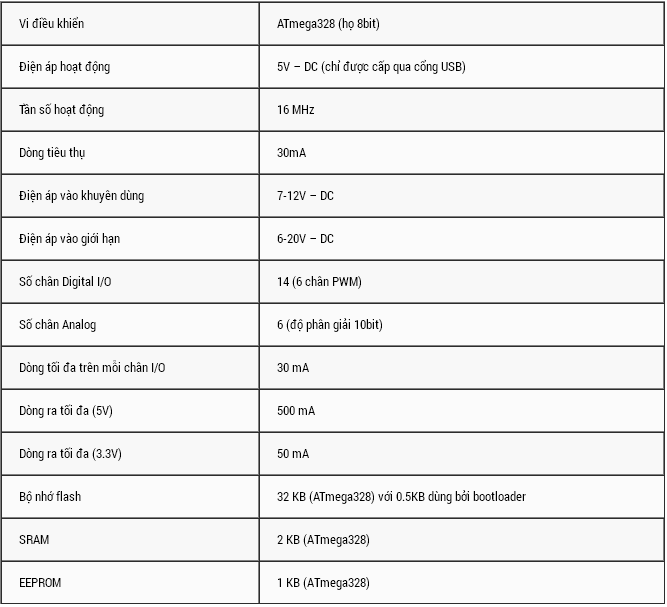 Vi điều khiển ATmega328 (họ 8bit)
Điện áp hoạt động 5V – DC (chỉ được cấp qua cổng USB)
Tần số hoạt động 16 MHz
Dòng tiêu thụ 30mA
Điện áp vào khuyên dùng 7-12V – DC
Điện áp vào giới hạn 6-20V – DC
Số chân Digital I/O 14 (6 chân PWM)
Số chân Analog 6 (độ phân giải 10bit)
Dòng tối đa trên mỗi chân I/O 30 mA
Dòng ra tối đa (5V) 500 mA
Dòng ra tối đa (3.3V) 50 mA
Bộ nhớ flash 32 KB (ATmega328) với 0.5KB dùng bởi bootloader
SRAM 2 KB (ATmega328)
EEPROM 1 KB (ATmega328)